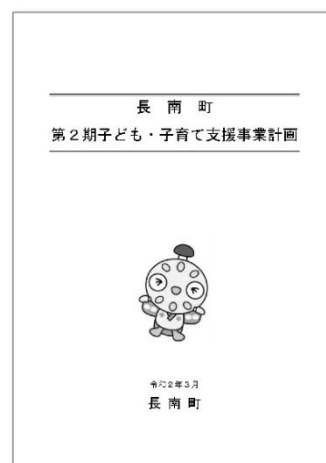 長南町
第2期子ども・子育て支援事業計画
令和2年3月
長南町